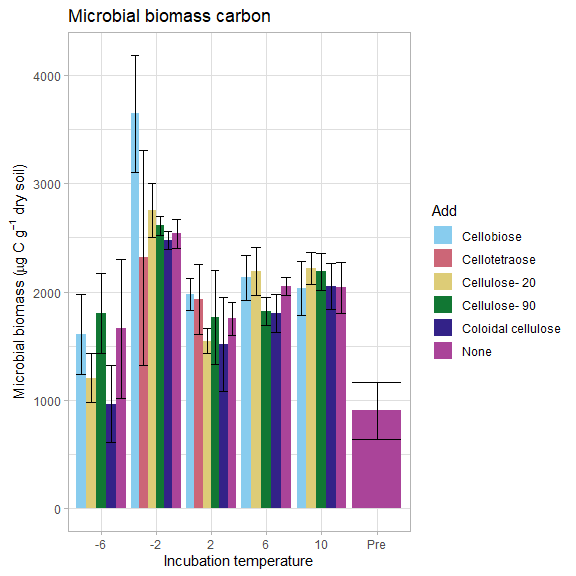 Microbial biomass carbon
Microbial biomass (µg C g⁻¹ dry soil)
4000
3000
2000
1000
0
-6
-2
2
6
10
Pre
Incubation temperature
Add
Cellobiose
Cellotetraose
Cellulose- 20
Cellulose- 90
Coloidal cellulose
None